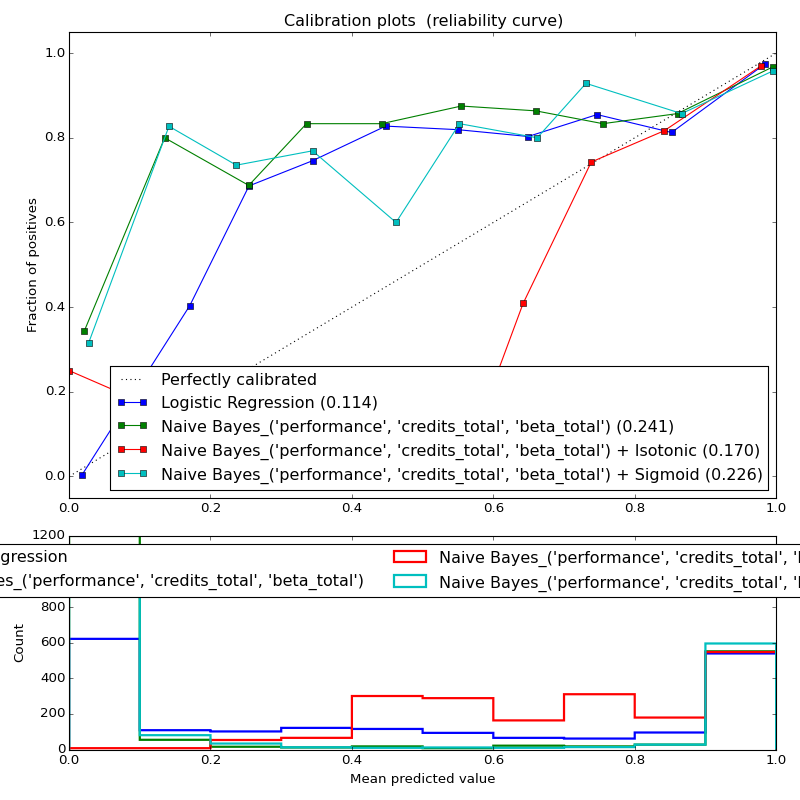 Calibration plots (reliability curve)
1.0
0.8
0.6
0.4
0.2
0.0
Fraction of positives
Perfectly calibrated
Logistic Regression (0.114)
Naive Bayes_('performance', 'credits_total', 'beta_total') (0.241)
Naive Bayes_('performance', 'credits_total', 'beta_total') + Isotonic (0.170)
Naive Bayes_('performance', 'credits_total', 'beta_total') + Sigmoid (0.226)
0.0 0.2 0.4 0.6 0.8 1.0
1200
gression
es_('performance', 'credits_total', 'beta_total')
Naive Bayes_('performance', 'credits_total', '
Naive Bayes_('performance', 'credits_total', '
800
600
400
200
0
Count
0.0 0.2 0.4 0.6 0.8 1.0
Mean predicted value